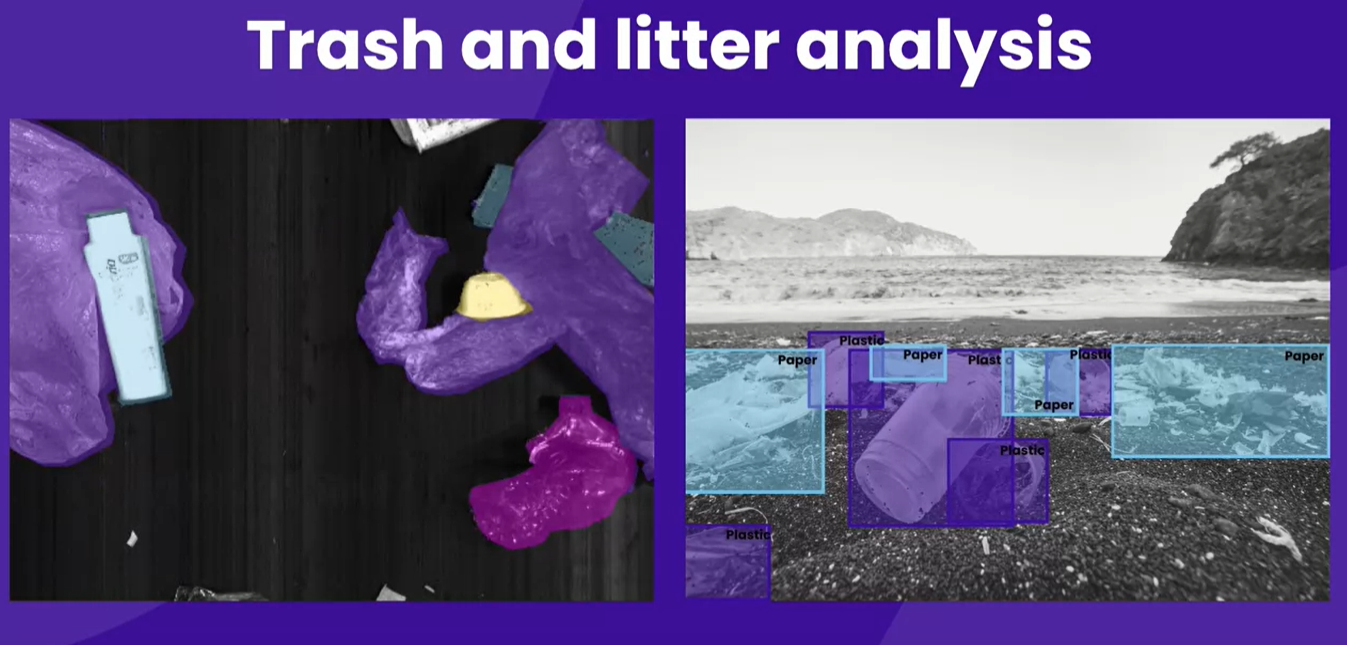 Trash and litter analysis
Plastic
Paper
Paper
Plastic
Plastic
Paper
Paper
Plastic
Plastic